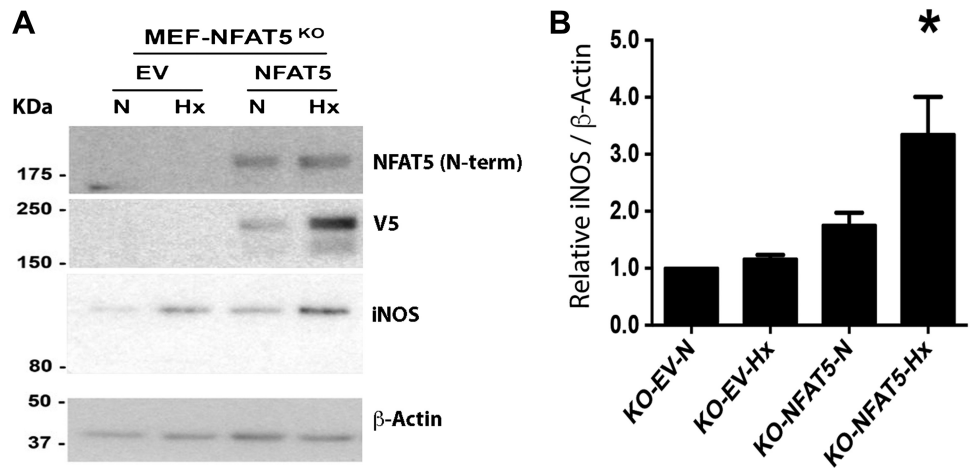 A
MEF-NFAT5 KO
EV NFAT5
KDa N Hx N Hx
NFAT5 (N-term)
175 -
250 -
V5
150 -
iNOS
80 -
50 -
β-Actin
37 -
B
*
Relative iNOS / β-Actin
5.0
4.0
3.0
2.0
1.0
0.0
KO-EV-N
KO-EV-Hx
KO-NFAT5-N
KO-NFAT5-Hx